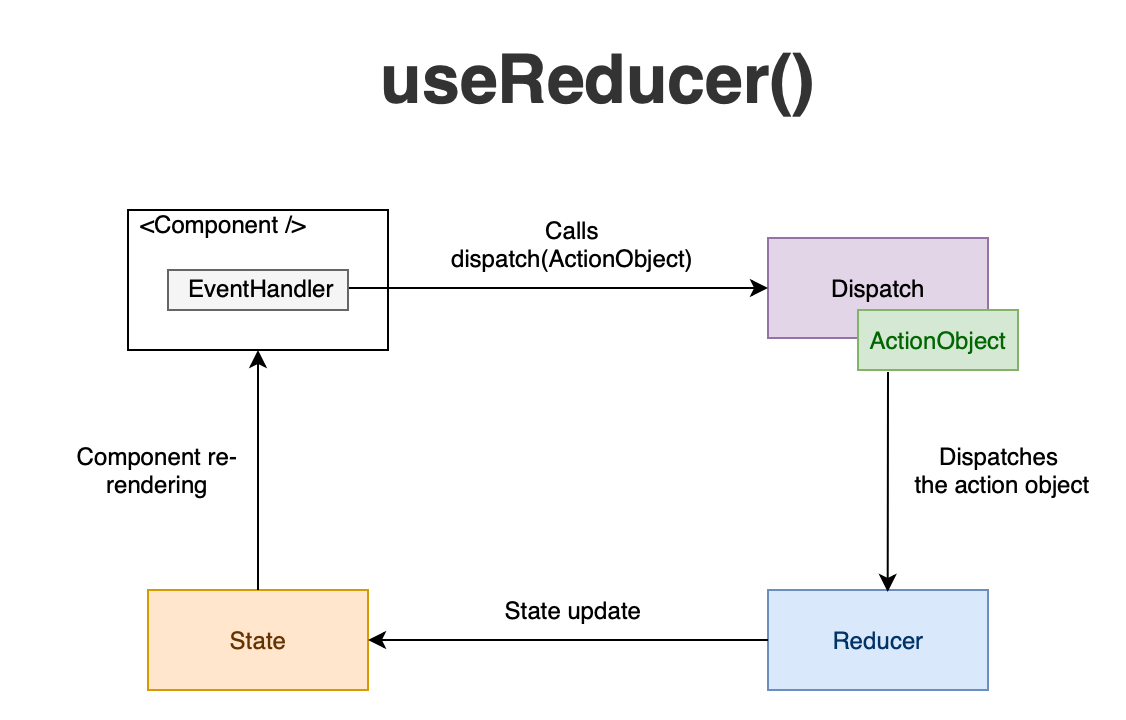 useReducer()
<Component />
EventHandler
Calls
dispatch(ActionObject)
Dispatch
ActionObject
Component re-
rendering
Dispatches
the action object
State
State update
Reducer